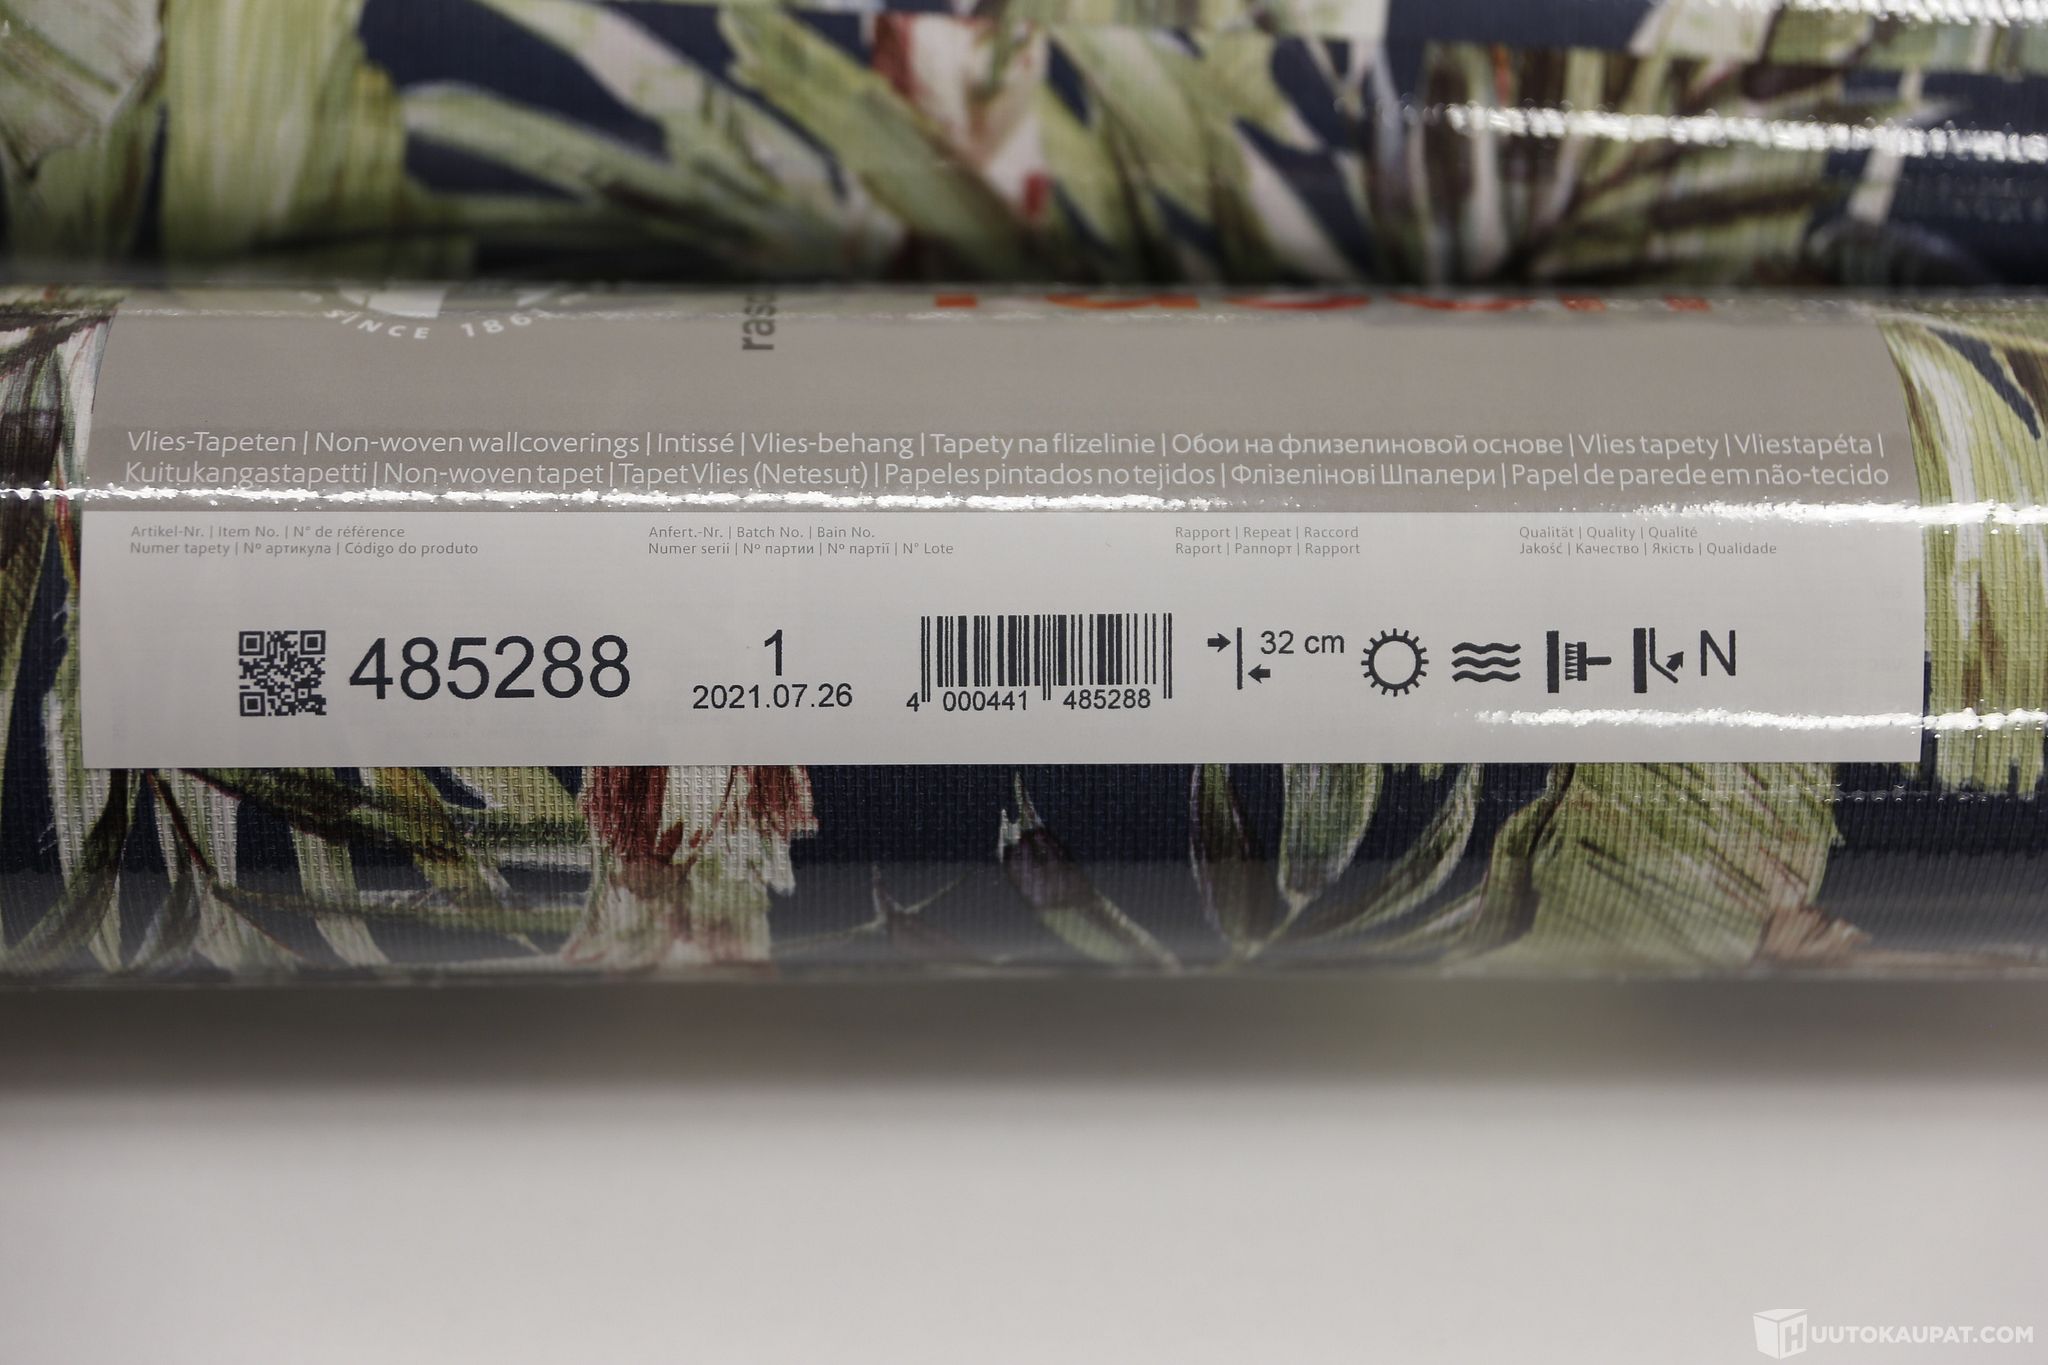 SINCE 1861
Vlies-Tapeten | Non-woven wallcoverings | Intissé | Vlies-behang | Tapety na flizelinie | Обои на флизелиновой основе | Vlies tapety | Vliestapéta |
Kuitukangastapetti | Non-woven tapet | Tapet Vlies (Netesut) | Papeles pintados no tejidos | Флізелінові Шпалери | Papel de parede em não-tecido
Artikel-Nr. | Item No. | N° de référence
Numer tapety | Nº артикула | Código do produto
Anfert.-Nr. | Batch No. | Bain No.
Numer serii | Nº партии | Nº партії | N° Lote
Rapport | Repeat | Raccord
Raport | Раппорт | Rapport
Qualität | Quality | Qualité
Jakość | Качество | Якість | Qualidade
485288
1
2021.07.26
4 000441 485288
32 cm
N
HUUTOKAUPAT.COM